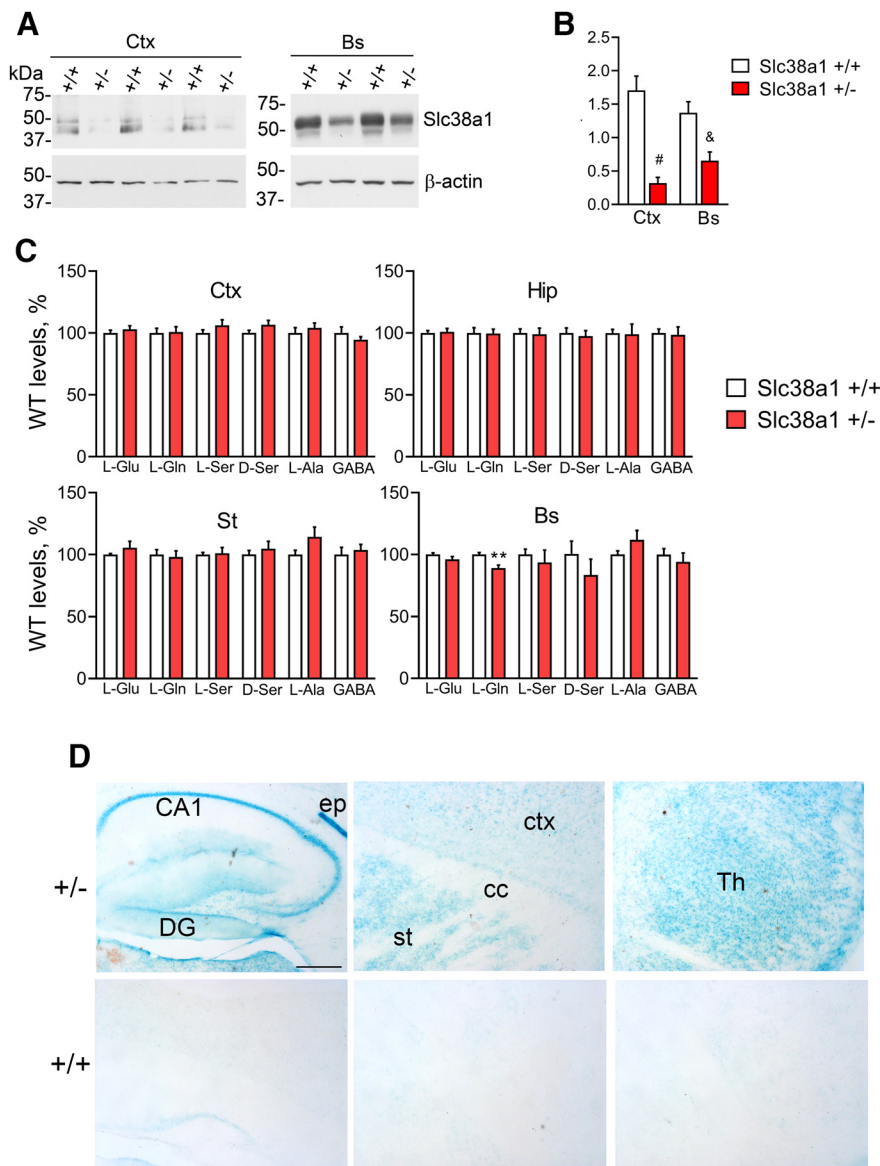 A
B
Ctx
Bs
kDa
+/+ +/- +/+ +/- +/+ +/-
+/+ +/- +/+ +/-
75-
50-
37-
75-
50-
Slc38a1
50-
37-
50-
37-
β-actin
2.5
2.0
1.5
1.0
0.5
0.0
#
&
Ctx Bs
Slc38a1 +/+
Slc38a1 +/-
C
Ctx
WT levels, %
150
100
50
0
L-Glu L-Gln L-Ser D-Ser L-Ala GABA
Hip
150
100
50
0
L-Glu L-Gln L-Ser D-Ser L-Ala GABA
Slc38a1 +/+
Slc38a1 +/-
St
WT levels, %
150
100
50
0
L-Glu L-Gln L-Ser D-Ser L-Ala GABA
Bs
150
100
50
0
**
L-Glu L-Gln L-Ser D-Ser L-Ala GABA
D
+/-
CA1
ep
DG
ctx
cc
st
Th
+/+